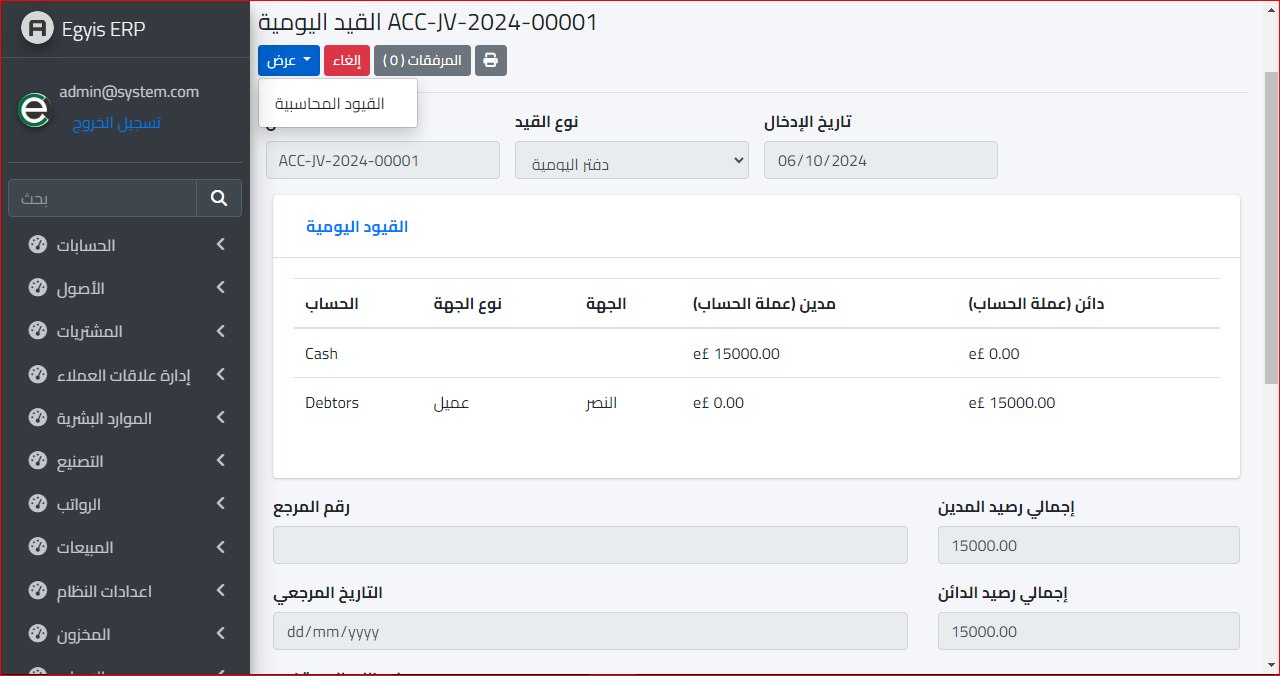 Egyis ERP
admin@system.com
تسجيل الخروج
بحث
الحسابات
الأصول
المشتريات
إدارة علاقات العملاء
الموارد البشرية
التصنيع
الرواتب
المبيعات
اعدادات النظام
المخزون
القيد اليومية ACC-JV-2024-00001
عرض
إلغاء
المرفقات ( 0 )
القيود المحاسبية
نوع القيد
تاريخ الإدخال
ACC-JV-2024-00001
دفتر اليومية
06/10/2024
القيود اليومية
الحساب
نوع الجهة
الجهة
مدين (عملة الحساب)
دائن (عملة الحساب)
Cash
e£ 15000.00
e£ 0.00
Debtors
عميل
النصر
e£ 0.00
e£ 15000.00
رقم المرجع
إجمالي رصيد المدين
15000.00
التاريخ المرجعي
إجمالي رصيد الدائن
dd/mm/yyyy
15000.00